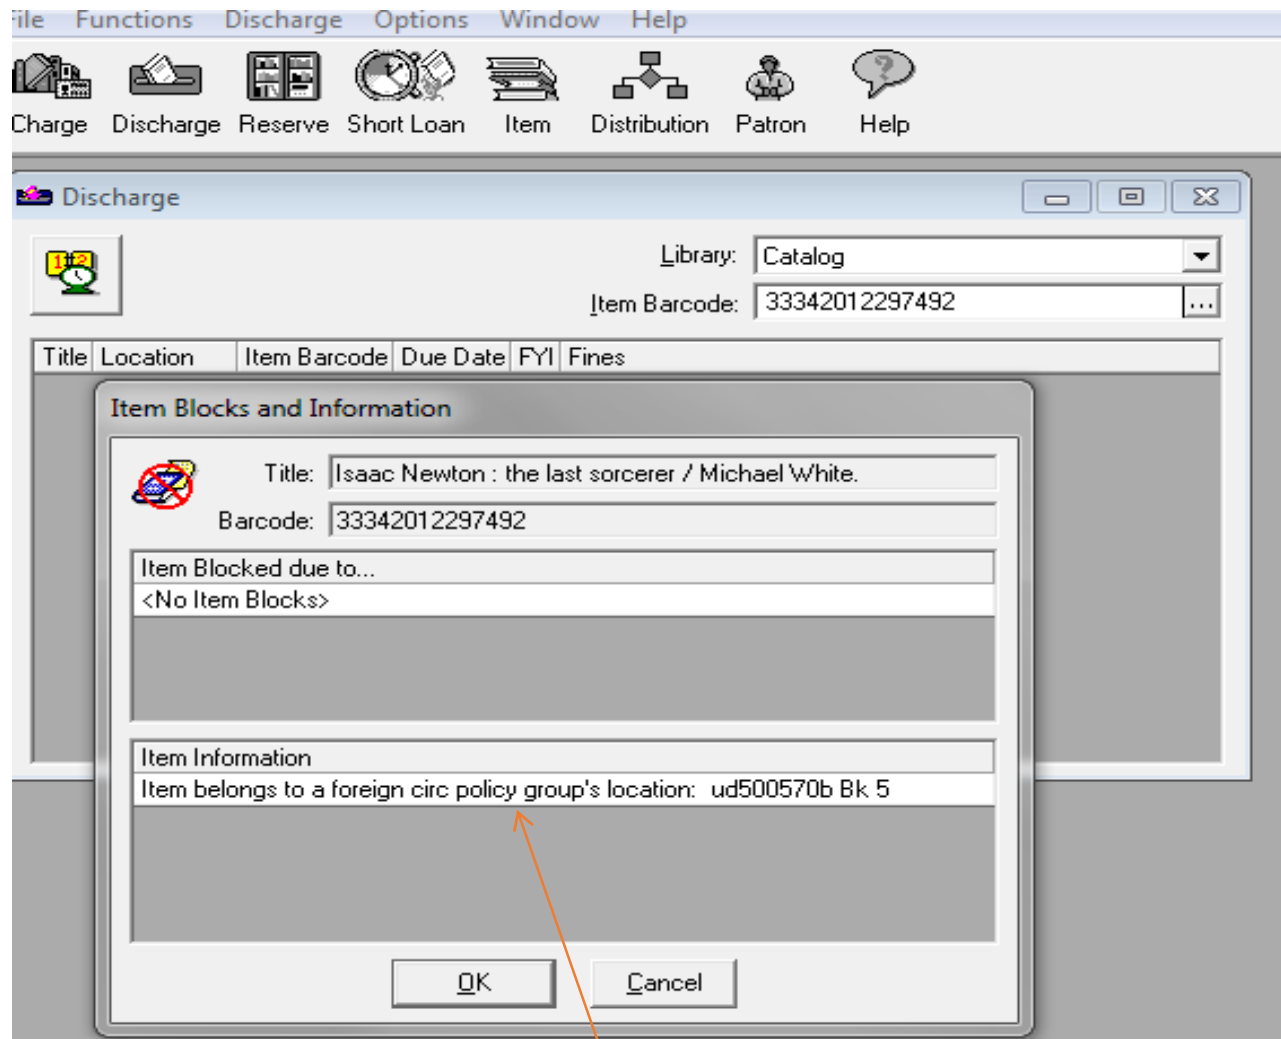 File Functions Discharge Options Window Help
Charge Discharge Reserve Short Loan Item Distribution Patron Help
Discharge
1#2
Library: Catalog
Item Barcode: 33342012297492 ...
Title Location Item Barcode Due Date FYI Fines
Item Blocks and Information
Title: Isaac Newton : the last sorcerer / Michael White.
Barcode: 33342012297492
Item Blocked due to...
<No Item Blocks>
Item Information
Item belongs to a foreign circ policy group's location: ud500570b Bk 5
OK Cancel